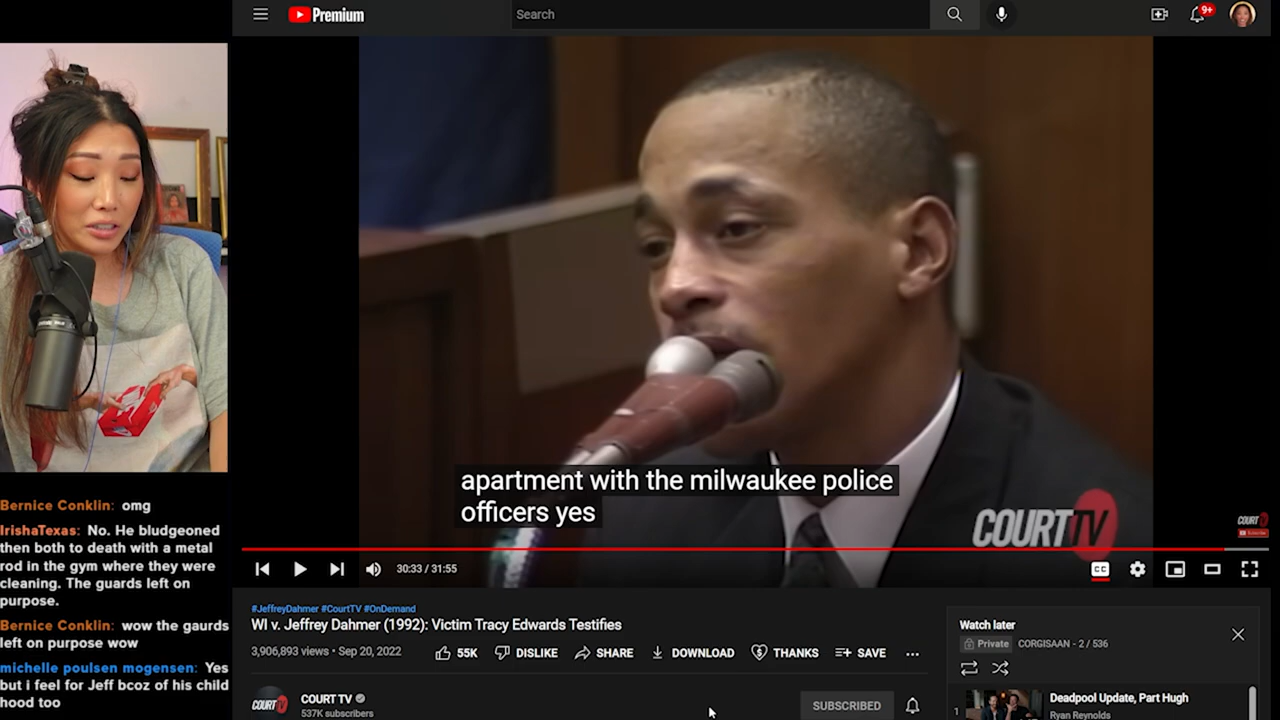 Premium
Search
9+
apartment with the milwaukee police
officers yes
COURT TV
COURT
Subscribe
30:33 / 31:55
CC
#JeffreyDahmer #CourtTV #OnDemand
WI v. Jeffrey Dahmer (1992): Victim Tracy Edwards Testifies
3,906,893 views • Sep 20, 2022
55K
DISLIKE
SHARE
DOWNLOAD
THANKS
SAVE
COURT TV
COURT TV
537K subscribers
SUBSCRIBED
Watch later
Private
CORGISAAN - 2 / 536
1
Deadpool Update, Part Hugh
Ryan Reynolds
Bernice Conklin: omg
IrishaTexas: No. He bludgeoned
then both to death with a metal
rod in the gym where they were
cleaning. The guards left on
purpose.
Bernice Conklin: wow the gaurds
left on purpose wow
michelle poulsen mogensen: Yes
but i feel for Jeff bcoz of his child
hood too